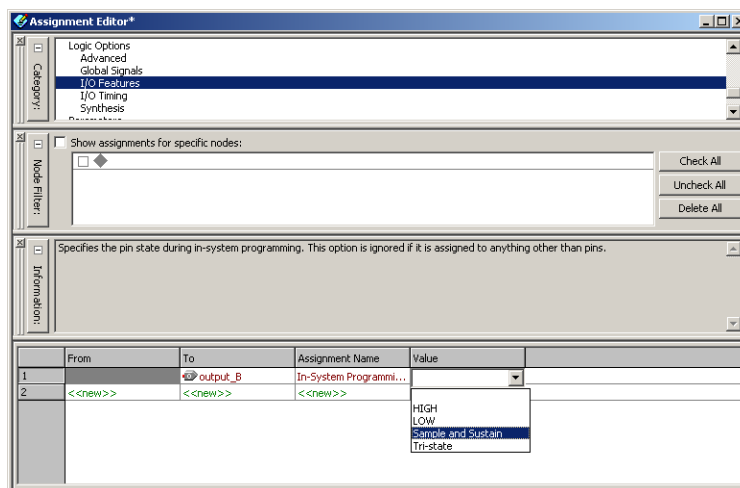 Assignment Editor*
Category:
Logic Options
Advanced
Global Signals
I/O Features
I/O Timing
Synthesis
Node Filter:
Show assignments for specific nodes:
Check All
Uncheck All
Delete All
Information:
Specifies the pin state during in-system programming. This option is ignored if it is assigned to anything other than pins.
From To Assignment Name Value
1 output_B In-System Programmi...
2 <<new>> <<new>> <<new>>
HIGH
LOW
Sample and Sustain
Tri-state